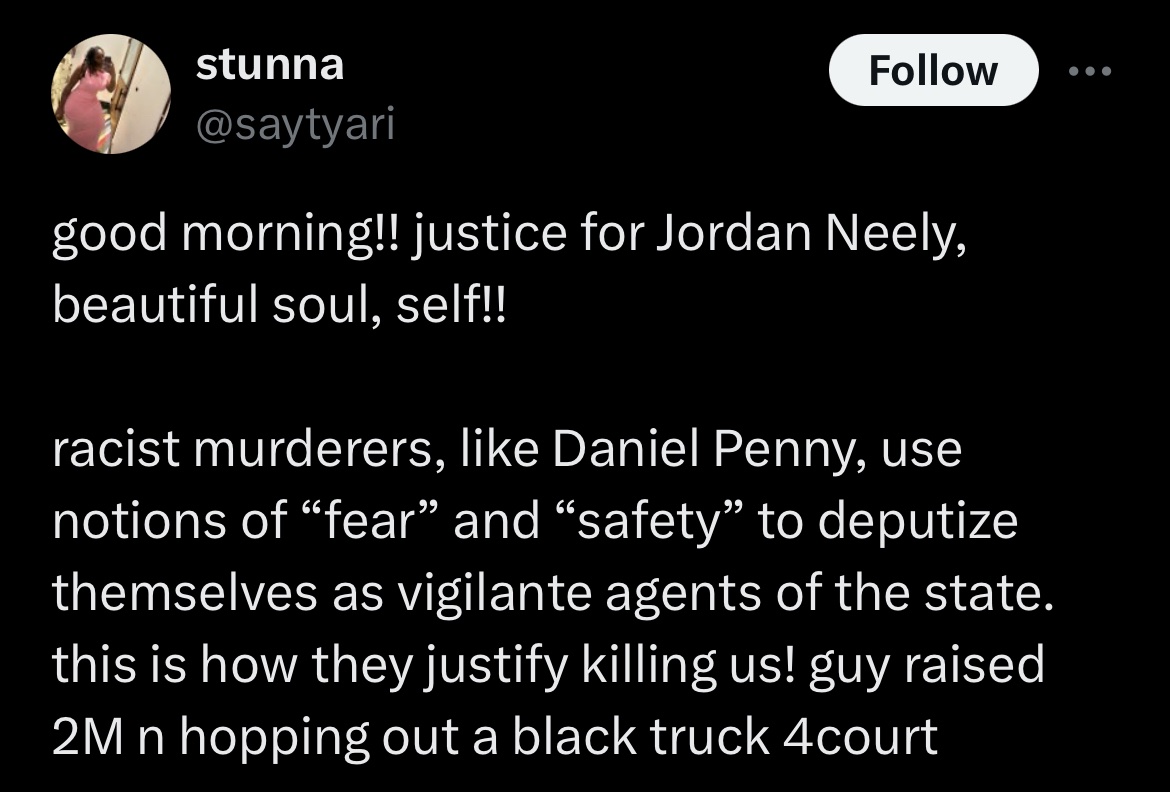 stunna
Follow
@saytyari
good morning!! justice for Jordan Neely,
beautiful soul, self!!
racist murderers, like Daniel Penny, use
notions of “fear” and “safety” to deputize
themselves as vigilante agents of the state.
this is how they justify killing us! guy raised
2M n hopping out a black truck 4court